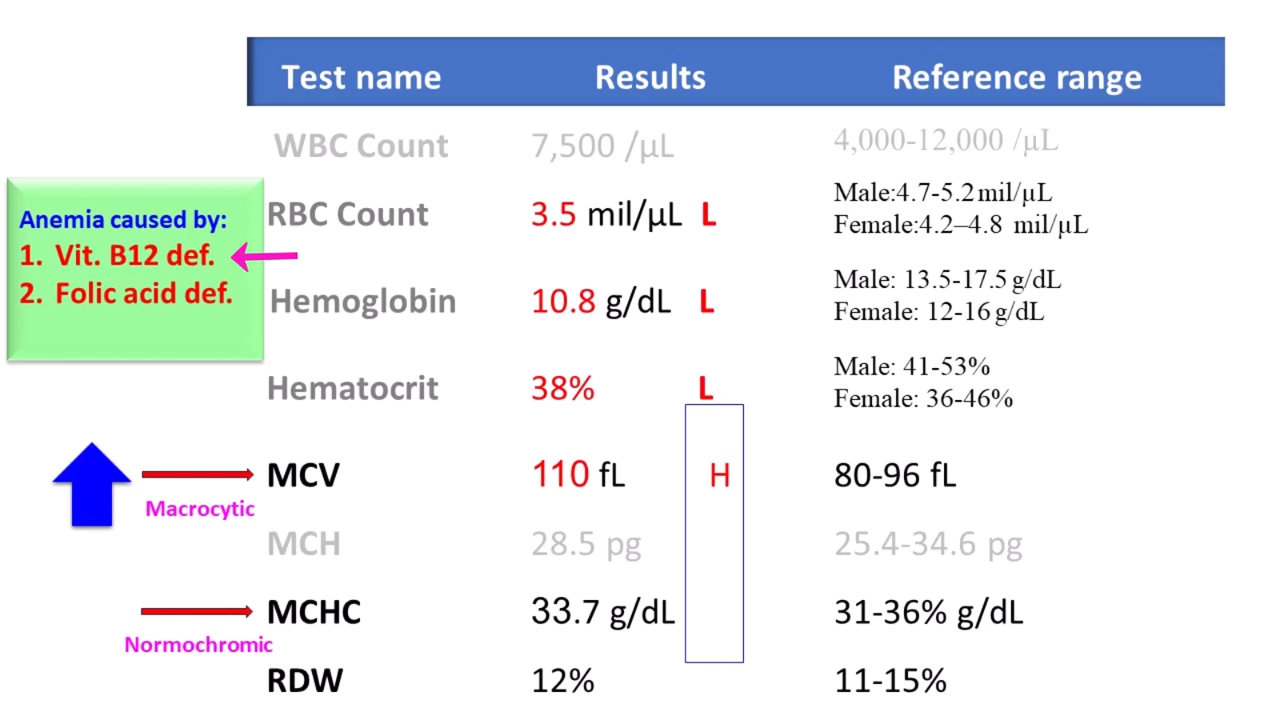 Test name Results Reference range
WBC Count 7,500 /µL 4,000-12,000 /µL
RBC Count 3.5 mil/µL L Male:4.7-5.2 mil/µL
Female:4.2–4.8 mil/µL
Anemia caused by:
1. Vit. B12 def.
2. Folic acid def.
Hemoglobin 10.8 g/dL L Male: 13.5-17.5 g/dL
Female: 12-16 g/dL
Hematocrit 38% L Male: 41-53%
Female: 36-46%
MCV 110 fL H 80-96 fL
Macrocytic
MCH 28.5 pg 25.4-34.6 pg
MCHC 33.7 g/dL 31-36% g/dL
Normochromic
RDW 12% 11-15%